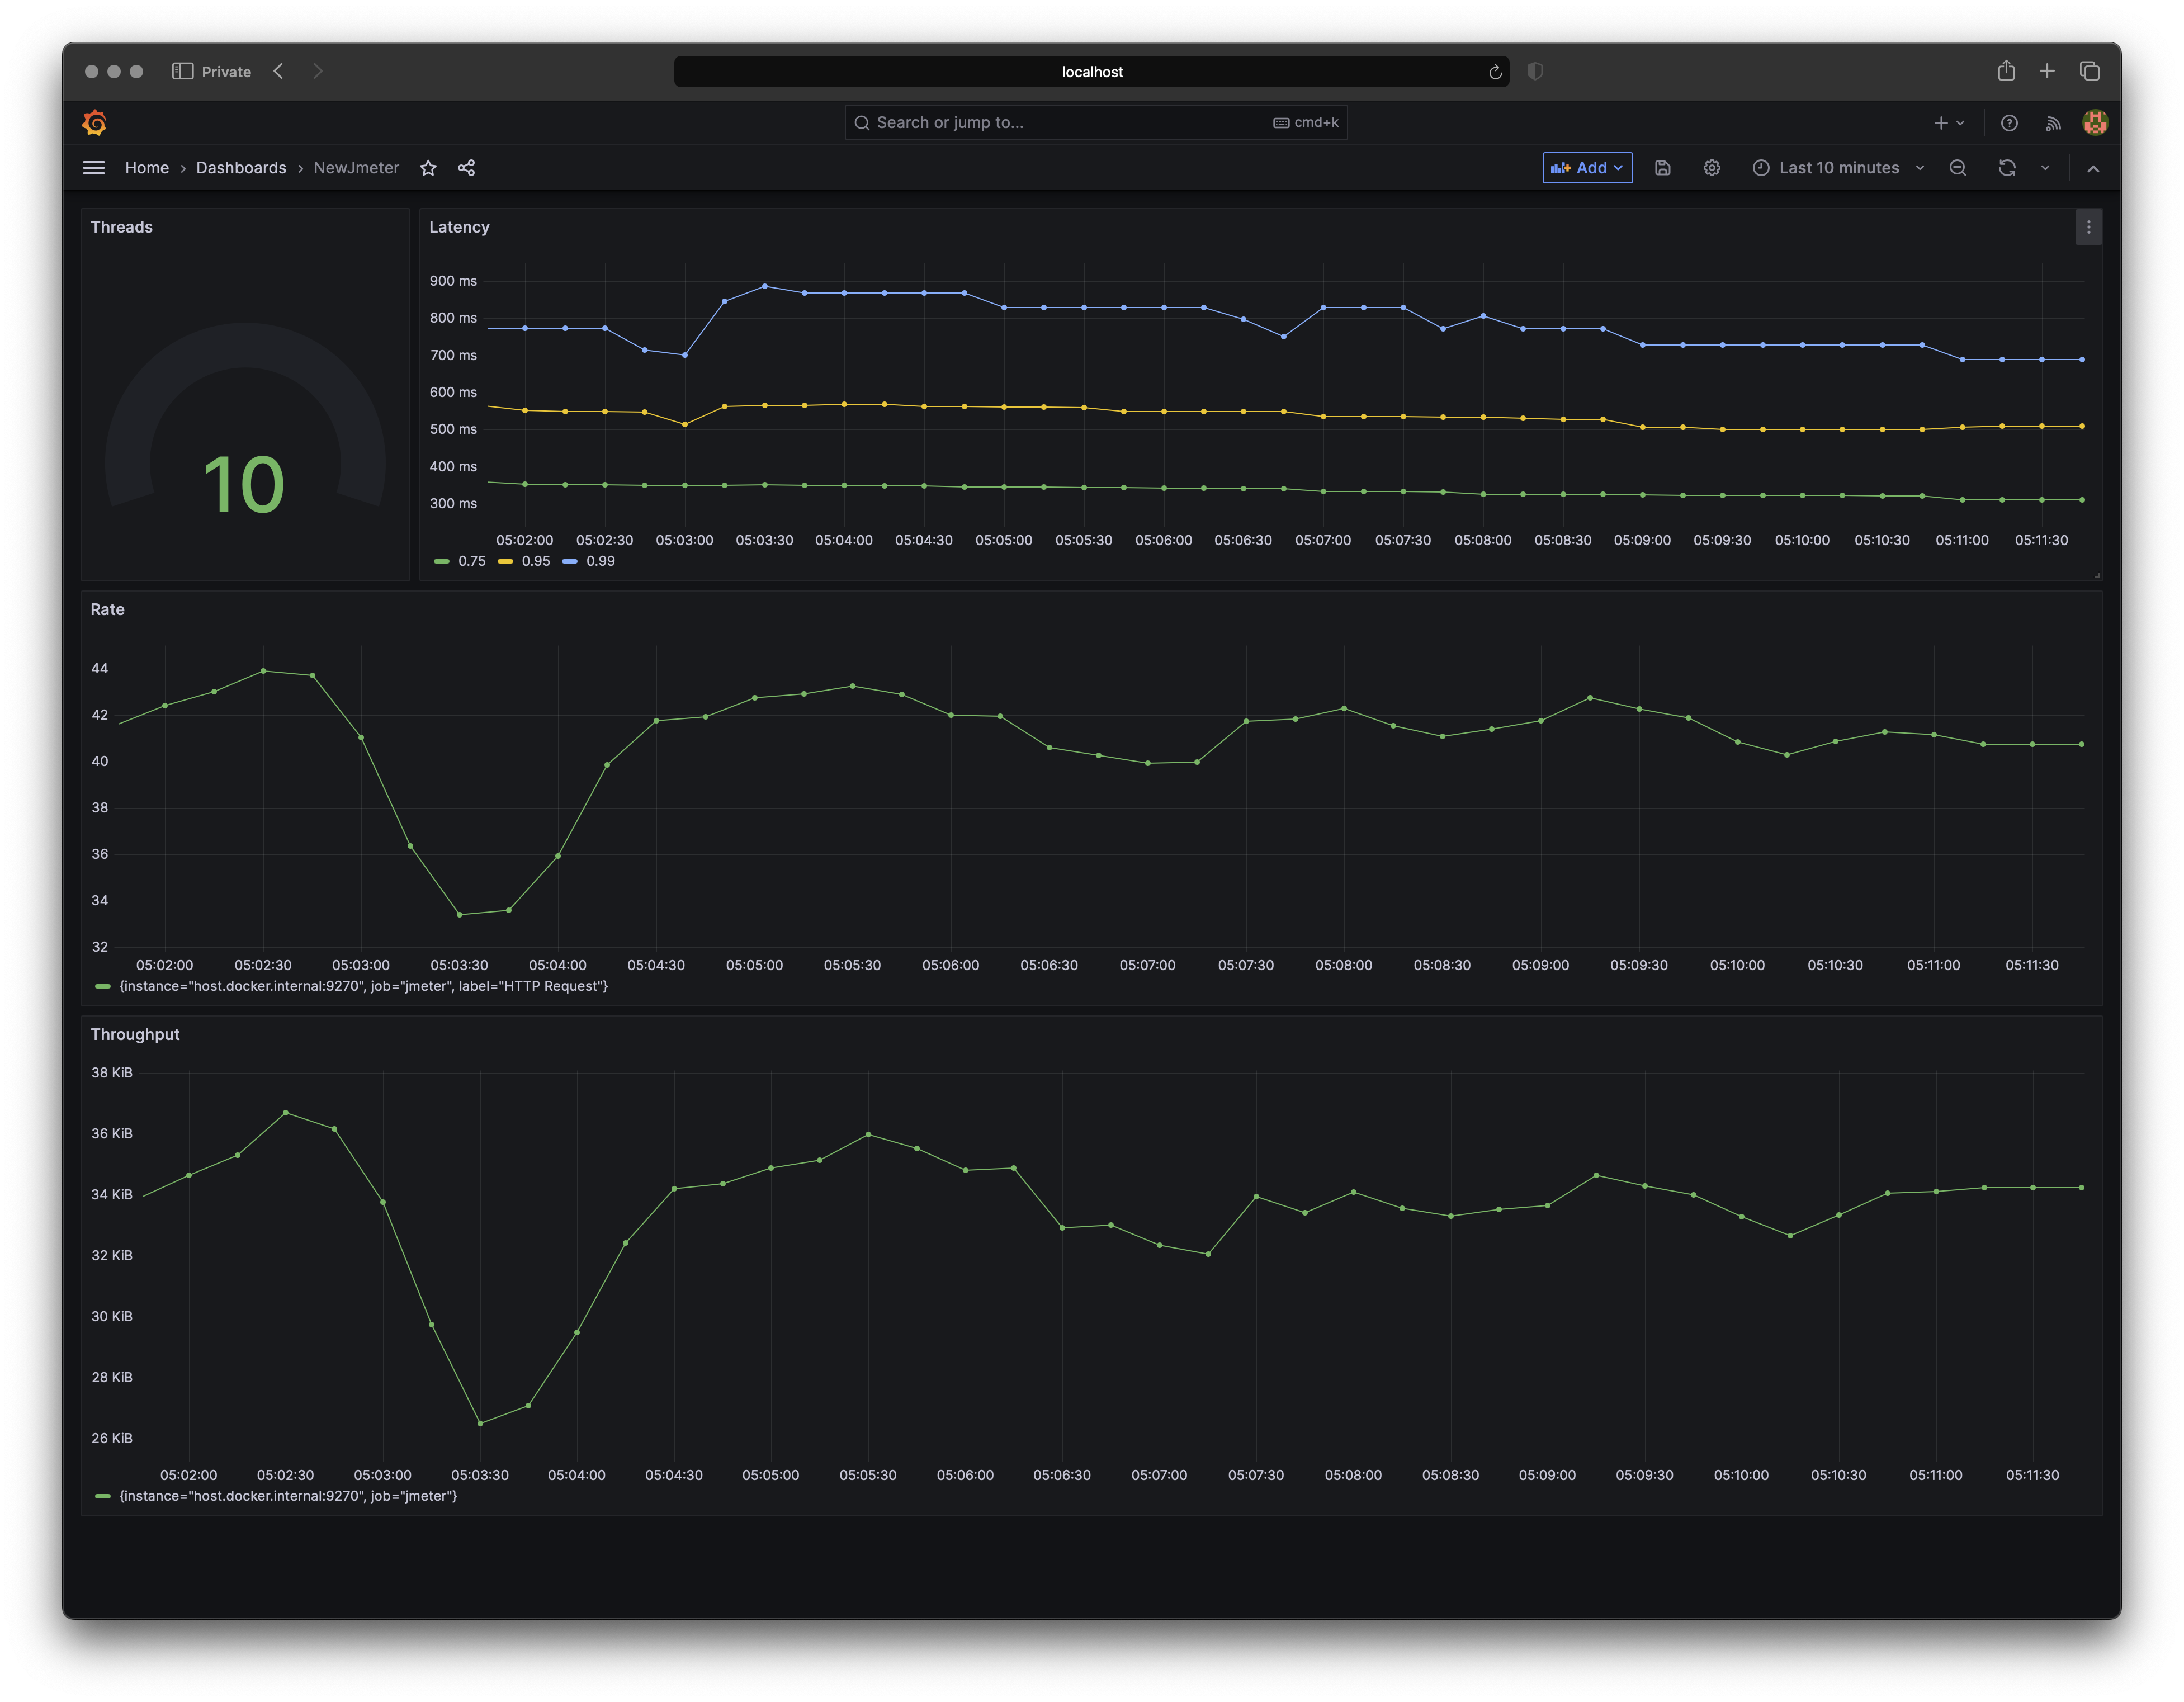 Private
localhost
Search or jump to...
cmd+k
Home › Dashboards › NewJmeter
Add
Last 10 minutes
Threads
10
Latency
900 ms
800 ms
700 ms
600 ms
500 ms
400 ms
300 ms
05:02:00 05:02:30 05:03:00 05:03:30 05:04:00 05:04:30 05:05:00 05:05:30 05:06:00 05:06:30 05:07:00 05:07:30 05:08:00 05:08:30 05:09:00 05:09:30 05:10:00 05:10:30 05:11:00 05:11:30
0.75 0.95 0.99
Rate
44
42
40
38
36
34
32
05:02:00 05:02:30 05:03:00 05:03:30 05:04:00 05:04:30 05:05:00 05:05:30 05:06:00 05:06:30 05:07:00 05:07:30 05:08:00 05:08:30 05:09:00 05:09:30 05:10:00 05:10:30 05:11:00 05:11:30
{instance="host.docker.internal:9270", job="jmeter", label="HTTP Request"}
Throughput
38 KiB
36 KiB
34 KiB
32 KiB
30 KiB
28 KiB
26 KiB
05:02:00 05:02:30 05:03:00 05:03:30 05:04:00 05:04:30 05:05:00 05:05:30 05:06:00 05:06:30 05:07:00 05:07:30 05:08:00 05:08:30 05:09:00 05:09:30 05:10:00 05:10:30 05:11:00 05:11:30
{instance="host.docker.internal:9270", job="jmeter"}